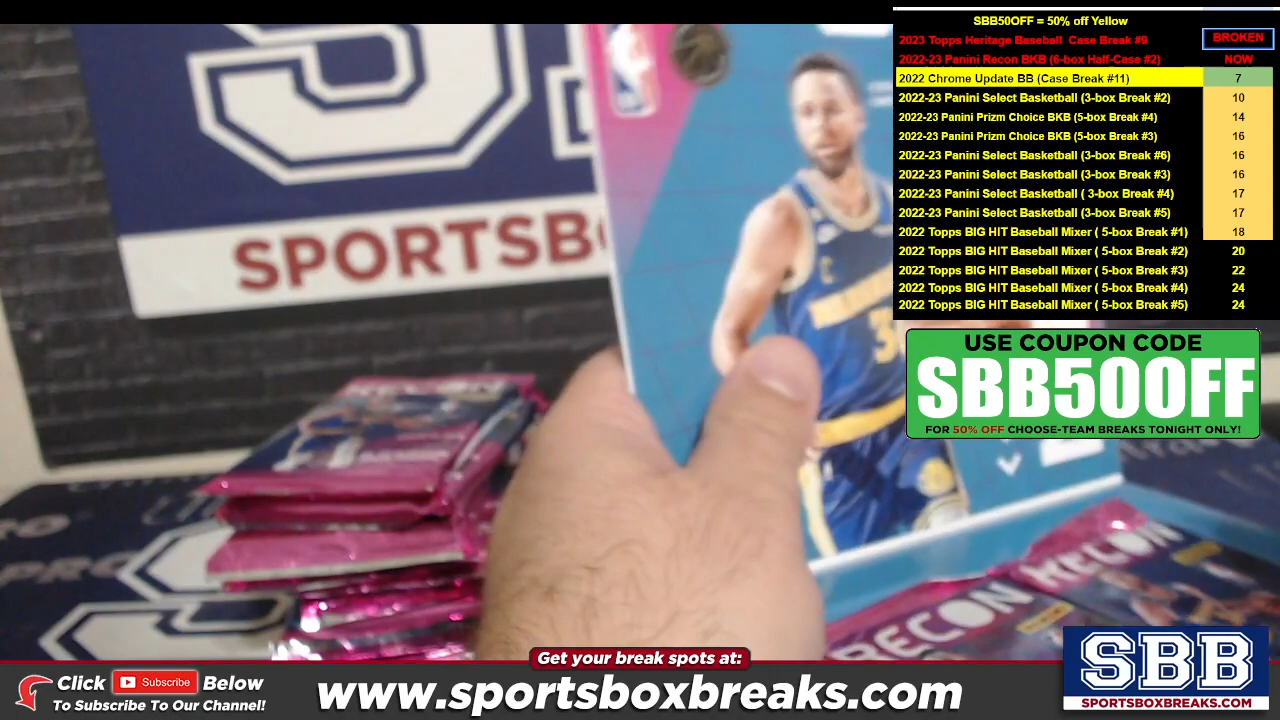 SBB50OFF = 50% off Yellow
2023 Topps Heritage Baseball Case Break #9 BROKEN
2022-23 Panini Recon BKB (6-box Half-Case #2) NOW
2022 Chrome Update BB (Case Break #11) 7
2022-23 Panini Select Basketball (3-box Break #2) 10
2022-23 Panini Prizm Choice BKB (5-box Break #4) 14
2022-23 Panini Prizm Choice BKB (5-box Break #3) 16
2022-23 Panini Select Basketball (3-box Break #6) 16
2022-23 Panini Select Basketball (3-box Break #3) 16
2022-23 Panini Select Basketball ( 3-box Break #4) 17
2022-23 Panini Select Basketball (3-box Break #5) 17
2022 Topps BIG HIT Baseball Mixer ( 5-box Break #1) 18
2022 Topps BIG HIT Baseball Mixer ( 5-box Break #2) 20
2022 Topps BIG HIT Baseball Mixer ( 5-box Break #3) 22
2022 Topps BIG HIT Baseball Mixer ( 5-box Break #4) 24
2022 Topps BIG HIT Baseball Mixer ( 5-box Break #5) 24
SPORTSB
USE COUPON CODE
SBB50OFF
FOR 50% OFF CHOOSE-TEAM BREAKS TONIGHT ONLY!
RECON
RECON
Get your break spots at:
Click Subscribe Below
To Subscribe To Our Channel!
www.sportsboxbreaks.com
SBB
SPORTSBOXBREAKS.COM